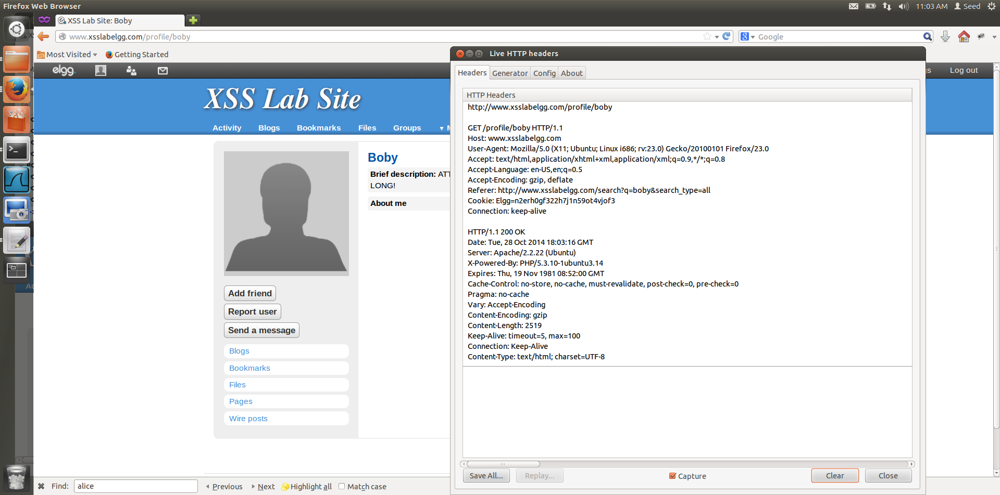 Firefox Web Browser
11:03 AM Seed
XSS Lab Site: Boby
www.xsslabelgg.com/profile/boby
Google
Most Visited
Getting Started
elgg.
Log out
XSS Lab Site
Activity Blogs Bookmarks Files Groups
Boby
Brief description: ATT
LONG!
About me
Add friend
Report user
Send a message
Blogs
Bookmarks
Files
Pages
Wire posts
Live HTTP headers
Headers Generator Config About
HTTP Headers
http://www.xsslabelgg.com/profile/boby
GET /profile/boby HTTP/1.1
Host: www.xsslabelgg.com
User-Agent: Mozilla/5.0 (X11; Ubuntu; Linux i686; rv:23.0) Gecko/20100101 Firefox/23.0
Accept: text/html,application/xhtml+xml,application/xml;q=0.9,*/*;q=0.8
Accept-Language: en-US,en;q=0.5
Accept-Encoding: gzip, deflate
Referer: http://www.xsslabelgg.com/search?q=boby&search_type=all
Cookie: Elgg=n2erh0gf322h7j1n59ot4vjof3
Connection: keep-alive
HTTP/1.1 200 OK
Date: Tue, 28 Oct 2014 18:03:16 GMT
Server: Apache/2.2.22 (Ubuntu)
X-Powered-By: PHP/5.3.10-1ubuntu3.14
Expires: Thu, 19 Nov 1981 08:52:00 GMT
Cache-Control: no-store, no-cache, must-revalidate, post-check=0, pre-check=0
Pragma: no-cache
Vary: Accept-Encoding
Content-Encoding: gzip
Content-Length: 2519
Keep-Alive: timeout=5, max=100
Connection: Keep-Alive
Content-Type: text/html; charset=UTF-8
Save All... Replay... Capture Clear Close
Find: alice Previous Next Highlight all Match case